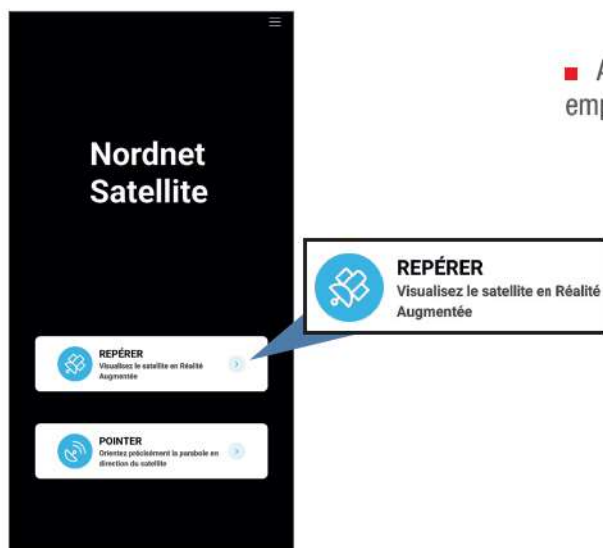 Nordnet
Satellite
REPÉRER
Visualisez le satellite en Réalité
Augmentée
POINTER
Orientez précisément la parabole en
direction du satellite
REPÉRER
Visualisez le satellite en Réalité
Augmentée